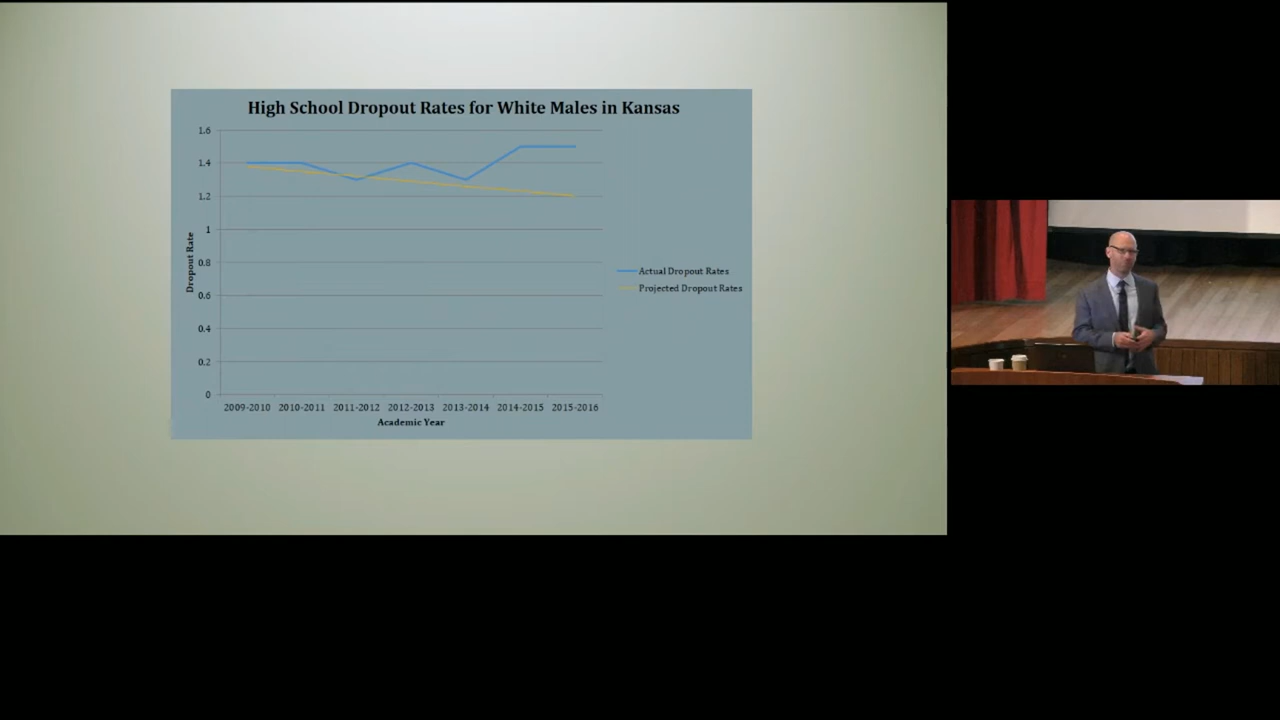 High School Dropout Rates for White Males in Kansas
1.6
1.4
1.2
1
0.8
0.6
0.4
0.2
0
Dropout Rate
2009-2010 2010-2011 2011-2012 2012-2013 2013-2014 2014-2015 2015-2016
Academic Year
Actual Dropout Rates
Projected Dropout Rates